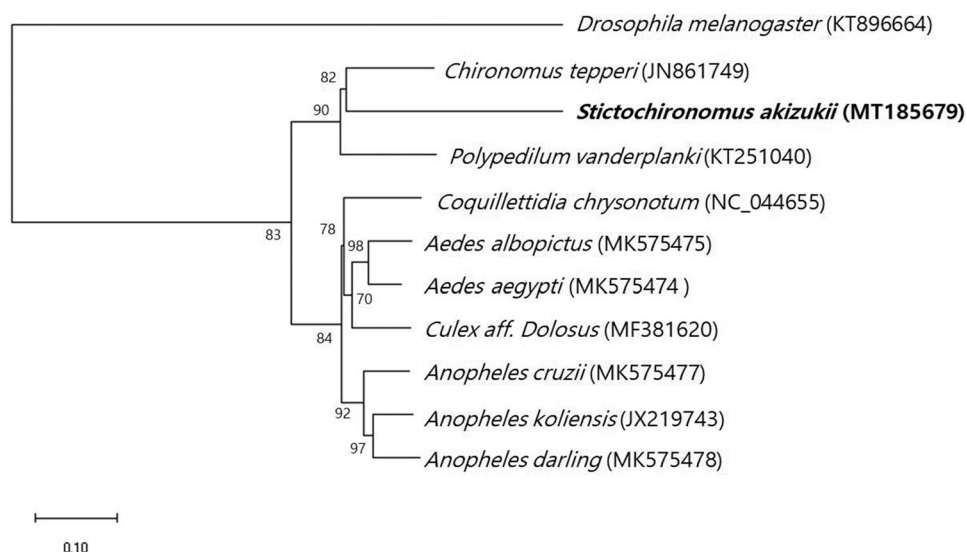 Drosophila melanogaster (KT896664)
82
Chironomus tepperi (JN861749)
90
Stictochironomus akizukii (MT185679)
Polypedilum vanderplanki(KT251040)
Coquillettidia chrysonotum (NC_044655)
78
83
98
Aedes albopictus (MK575475)
Aedes aegypti (MK575474 )
70
Culex aff. Dolosus (MF381620)
84
Anopheles cruzii (MK575477)
92
Anopheles koliensis(JX219743)
97
Anopheles darling (MK575478)
0.10